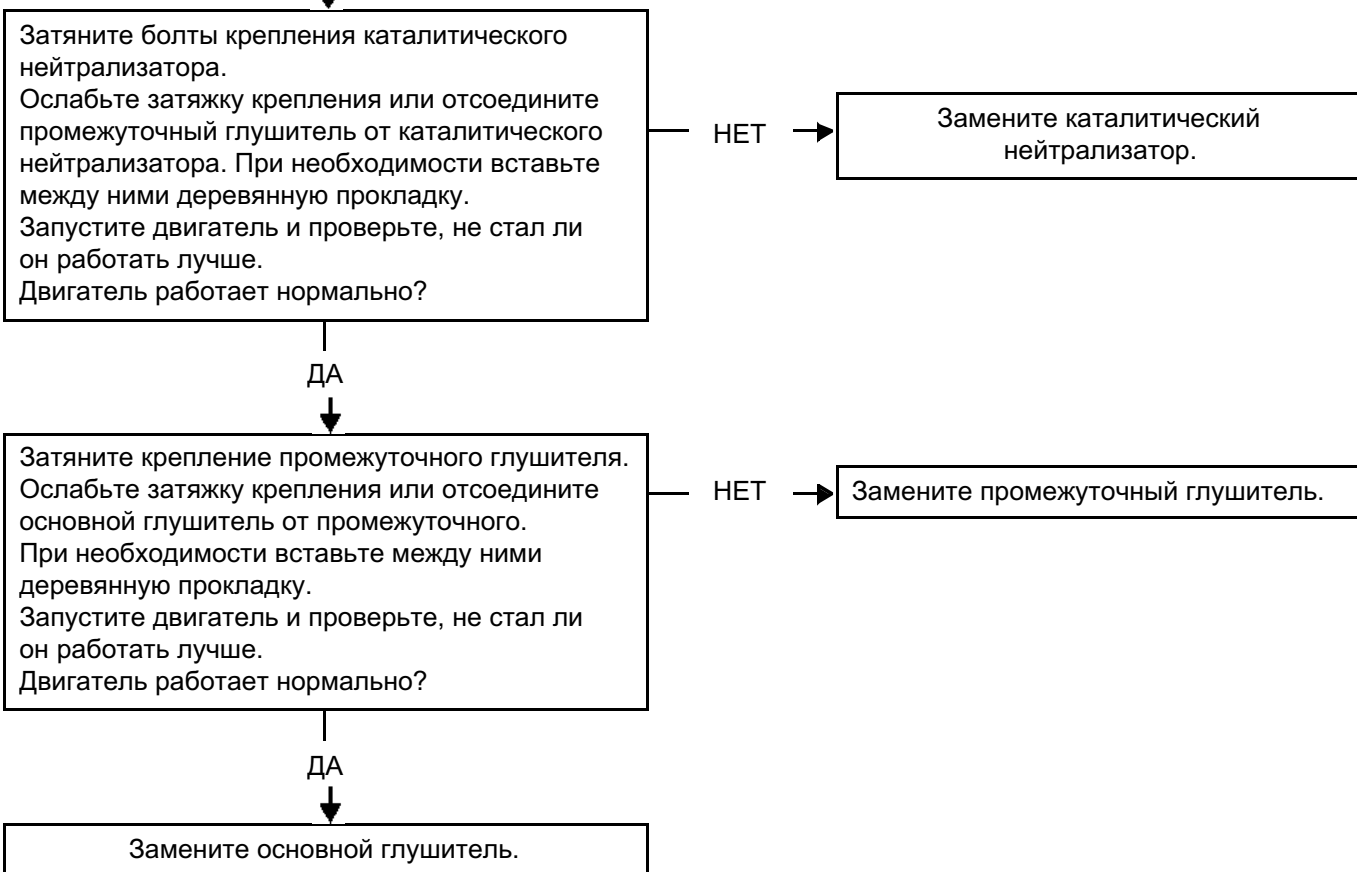 Затяните болты крепления каталитического
нейтрализатора.
Ослабьте затяжку крепления или отсоедините
промежуточный глушитель от каталитического
нейтрализатора. При необходимости вставьте
между ними деревянную прокладку.
Запустите двигатель и проверьте, не стал ли
он работать лучше.
Двигатель работает нормально?
НЕТ
Замените каталитический
нейтрализатор.
ДА
Затяните крепление промежуточного глушителя.
Ослабьте затяжку крепления или отсоедините
основной глушитель от промежуточного.
При необходимости вставьте между ними
деревянную прокладку.
Запустите двигатель и проверьте, не стал ли
он работать лучше.
Двигатель работает нормально?
НЕТ
Замените промежуточный глушитель.
ДА
Замените основной глушитель.